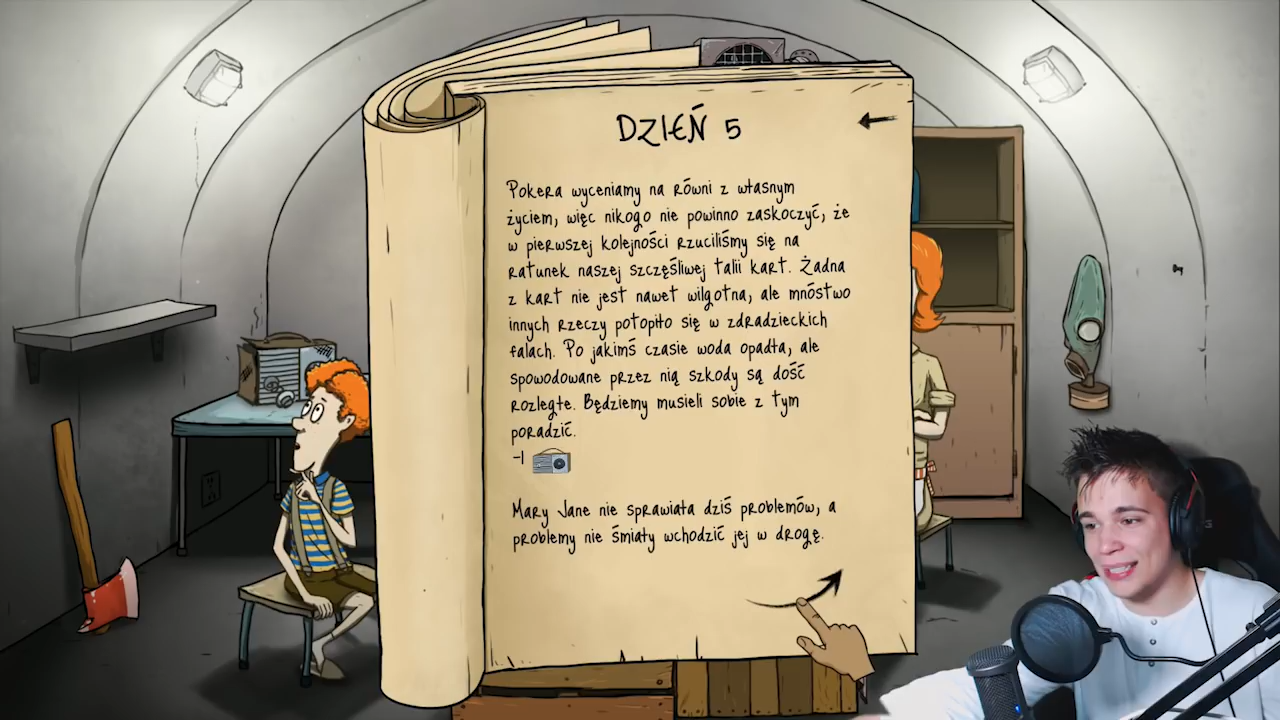 DZIEŃ 5
Pokera wyceniamy na równi z własnym
życiem, więc nikogo nie powinno zaskoczyć, że
w pierwszej kolejności rzuciliśmy się na
ratunek naszej szczęśliwej talii kart. Żadna
z kart nie jest nawet wilgotna, ale mnóstwo
innych rzeczy potopiło się w zdradzieckich
falach. Po jakimś czasie woda opadła, ale
spowodowane przez nią szkody są dość
rozległe. Będziemy musieli sobie z tym
poradzić.
-1
Mary Jane nie sprawiała dziś problemów, a
problemy nie śmiały wchodzić jej w drogę.